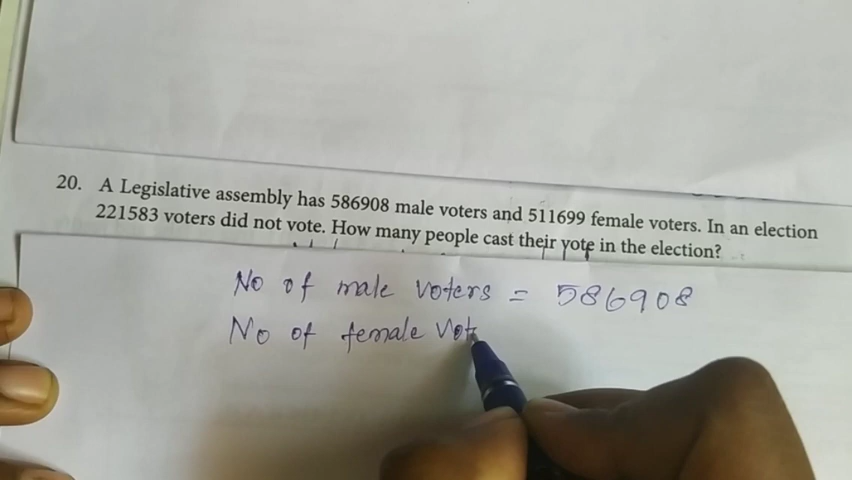 20. A Legislative assembly has 586908 male voters and 511699 female voters. In an election
221583 voters did not vote. How many people cast their vote in the election?
No of male voters = 586908
No of female Vot